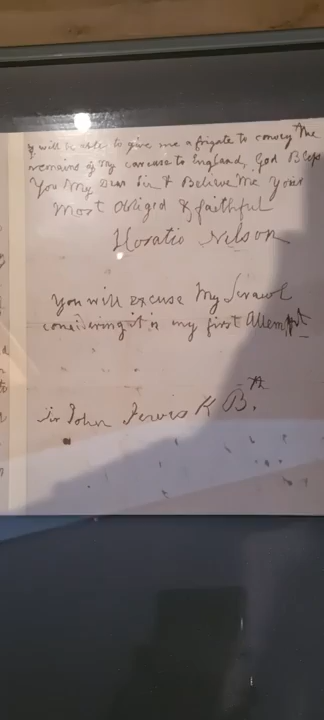 will be able to give me a frigate to convey the
remains of my carcase to England, God Bless
You My Dear Sir & Believe Me Your
Most Obliged & faithful
Horatio Nelson
You will excuse My Scrawl
considering it is my first Attempt
Sir John Jervis K B.th